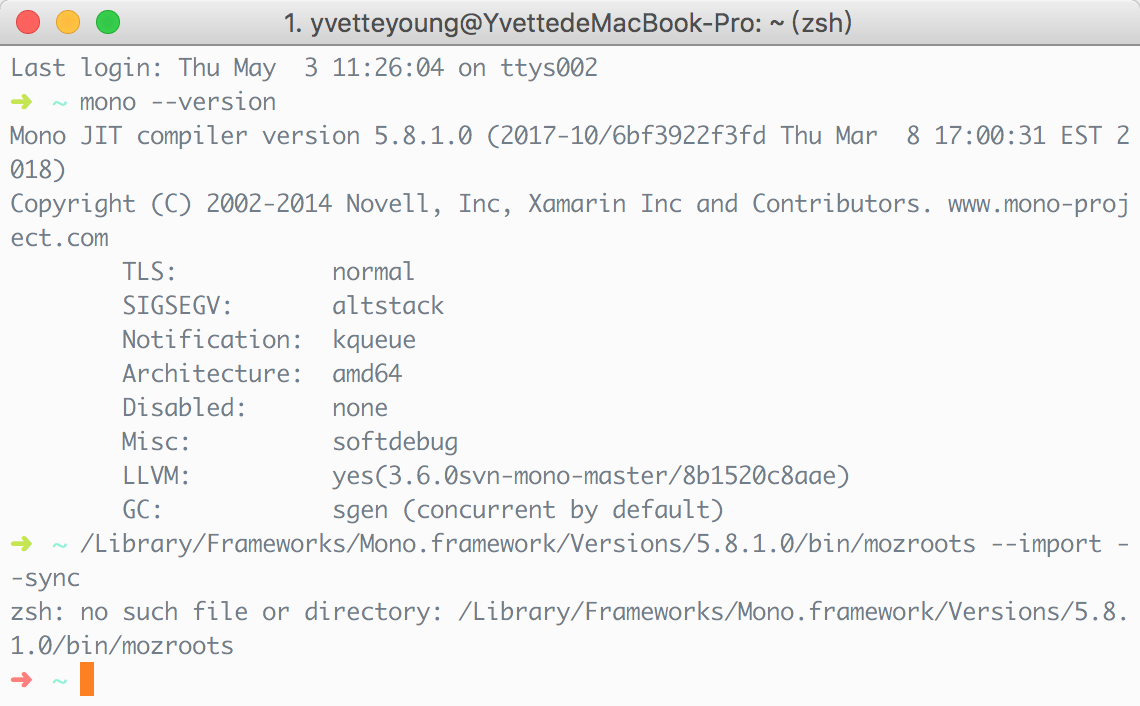 1. yvetteyoung@YvettedeMacBook-Pro: ~ (zsh)
Last login: Thu May  3 11:26:04 on ttys002
➜  ~ mono --version
Mono JIT compiler version 5.8.1.0 (2017-10/6bf3922f3fd Thu Mar  8 17:00:31 EST 2
018)
Copyright (C) 2002-2014 Novell, Inc, Xamarin Inc and Contributors. www.mono-proj
ect.com
        TLS:           normal
        SIGSEGV:       altstack
        Notification:  kqueue
        Architecture:  amd64
        Disabled:      none
        Misc:          softdebug
        LLVM:          yes(3.6.0svn-mono-master/8b1520c8aae)
        GC:            sgen (concurrent by default)
➜  ~ /Library/Frameworks/Mono.framework/Versions/5.8.1.0/bin/mozroots --import -
-sync
zsh: no such file or directory: /Library/Frameworks/Mono.framework/Versions/5.8.
1.0/bin/mozroots
➜  ~